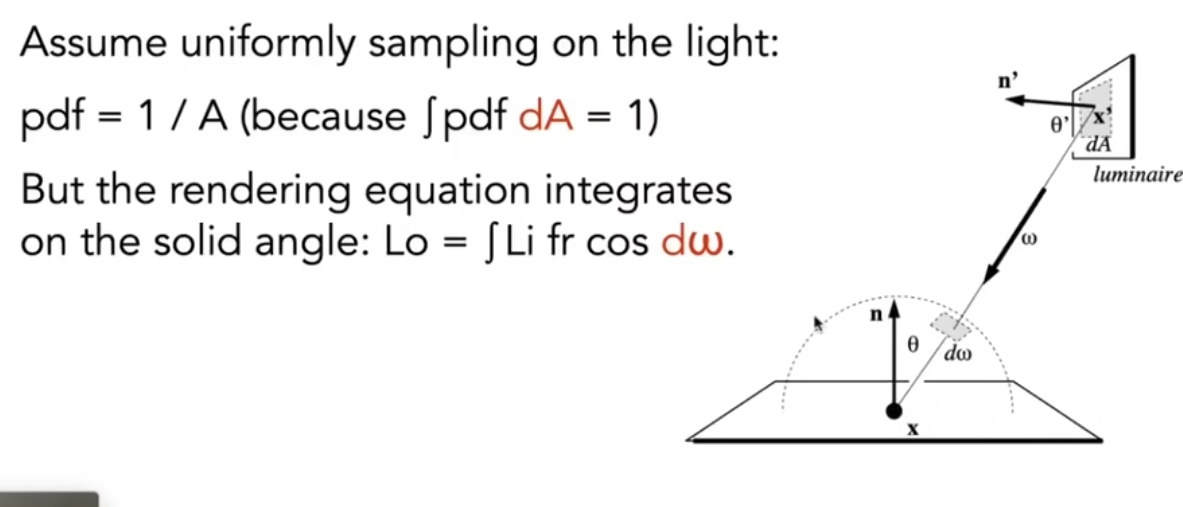 Assume uniformly sampling on the light:
pdf = 1 / A (because ∫pdf dA = 1)
But the rendering equation integrates
on the solid angle: Lo = ∫Li fr cos dω.
n'
θ'
x'
dA
luminaire
ω
n
θ
dω
x